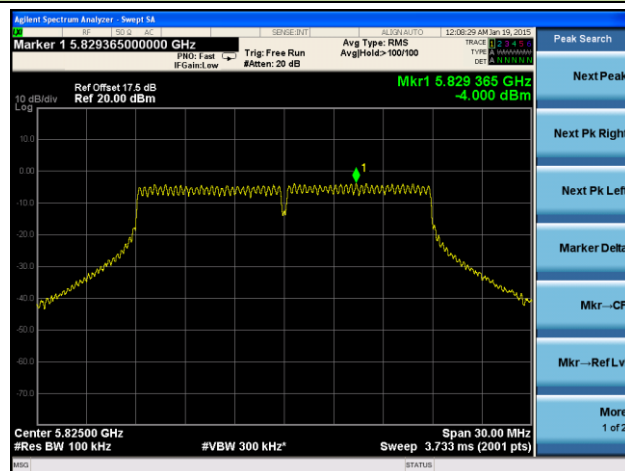 Agilent Spectrum Analyzer - Swept SA
RF 50 Ω AC SENSE:INT ALIGN AUTO 12:08:29 AM Jan 19, 2015
Marker 1 5.829365000000 GHz
PNO: Fast
IFGain:Low
Trig: Free Run
#Atten: 20 dB
Avg Type: RMS
Avg|Hold:>100/100
TRACE 1 2 3 4 5 6
TYPE A WWWWW
DET A N N N N N
Peak Search
Mkr1 5.829 365 GHz
-4.000 dBm
Ref Offset 17.5 dB
Ref 20.00 dBm
10 dB/div
Log
1
10.0
0.00
-10.0
-20.0
-30.0
-40.0
-50.0
-60.0
-70.0
Center 5.82500 GHz
Span 30.00 MHz
#Res BW 100 kHz
#VBW 300 kHz*
Sweep 3.733 ms (2001 pts)
MSG
STATUS
Next Peak
Next Pk Right
Next Pk Left
Marker Delta
Mkr→CF
Mkr→Ref Lv
More
1 of 2